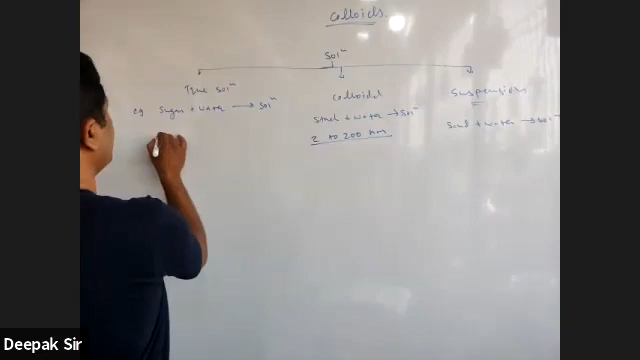 Colloids.
Solⁿ
True Solⁿ
Colloid
Suspension
eg Sugar + water → Solⁿ
Starch + water → Solⁿ
Sand + water → Solⁿ
2 to 200 nm
Deepak Sir